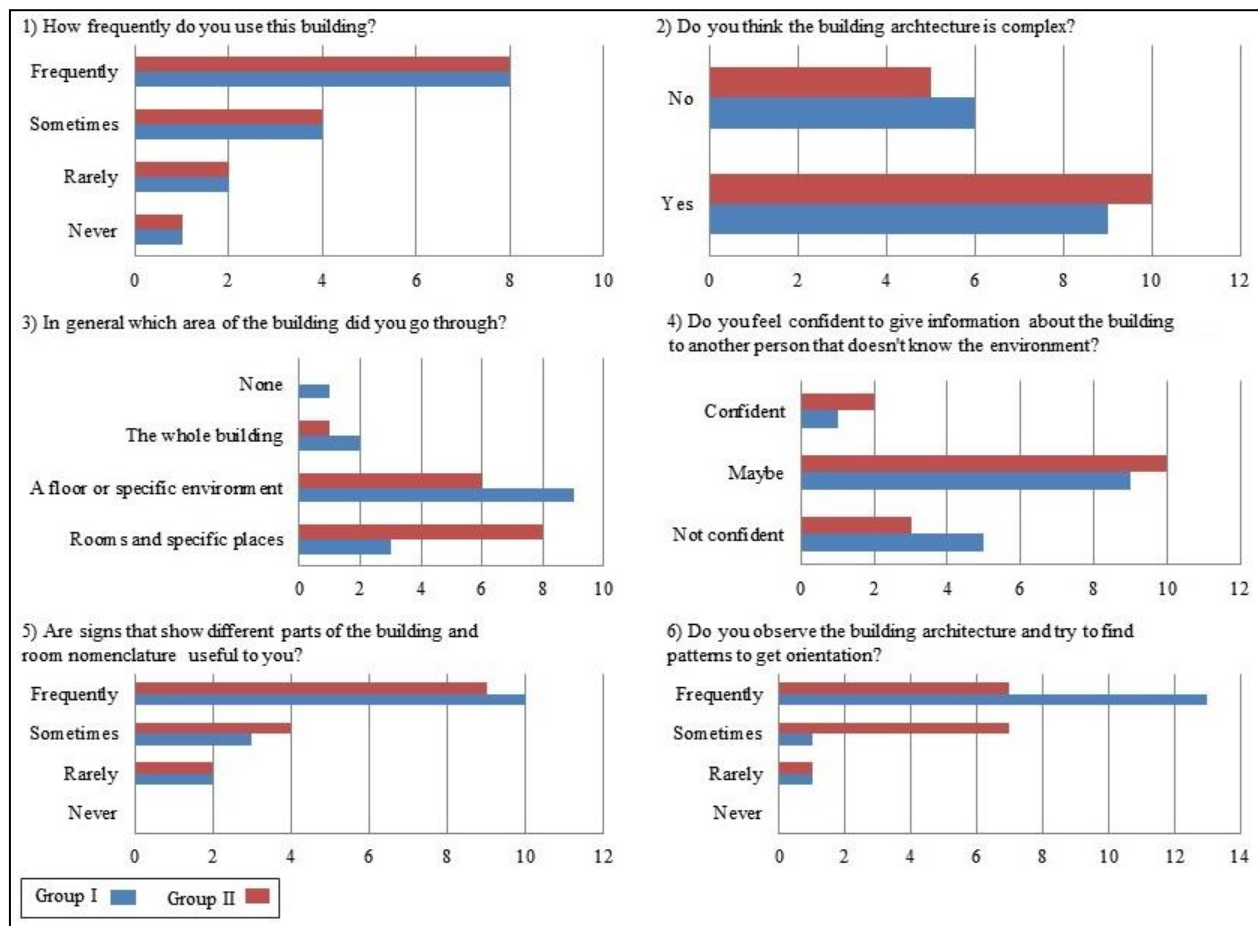 1) How frequently do you use this building?
Frequently
Sometimes
Rarely
Never
0 2 4 6 8 10
2) Do you think the building archtecture is complex?
No
Yes
0 2 4 6 8 10 12
3) In general which area of the building did you go through?
None
The whole building
A floor or specific environment
Rooms and specific places
0 2 4 6 8 10
4) Do you feel confident to give information about the building
to another person that doesn't know the environment?
Confident
Maybe
Not confident
0 2 4 6 8 10 12
5) Are signs that show different parts of the building and
room nomenclature useful to you?
Frequently
Sometimes
Rarely
Never
0 2 4 6 8 10 12
6) Do you observe the building architecture and try to find
patterns to get orientation?
Frequently
Sometimes
Rarely
Never
0 2 4 6 8 10 12 14
Group I Group II